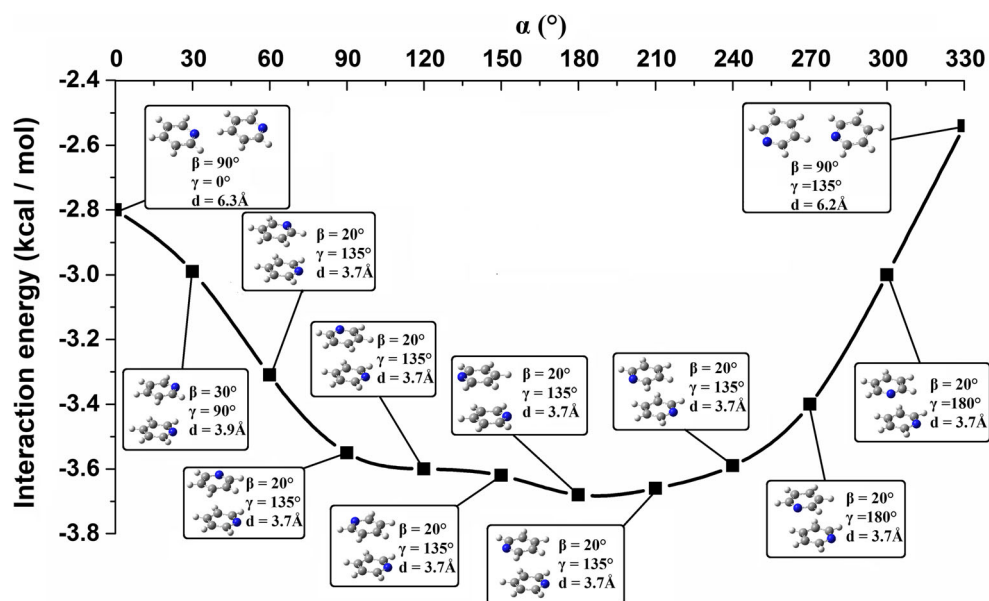 α (°)
0 30 60 90 120 150 180 210 240 270 300 330
Interaction energy (kcal / mol)
-2.4
-2.6
-2.8
-3.0
-3.2
-3.4
-3.6
-3.8
β = 90°
γ = 0°
d = 6.3Å
β = 90°
γ =135°
d = 6.2Å
β = 20°
γ = 135°
d = 3.7Å
β = 20°
γ = 135°
d = 3.7Å
β = 20°
γ = 135°
d = 3.7Å
β = 20°
γ = 135°
d = 3.7Å
β = 30°
γ = 90°
d = 3.9Å
β = 20°
γ =180°
d = 3.7Å
β = 20°
γ = 135°
d = 3.7Å
β = 20°
γ = 135°
d = 3.7Å
β = 20°
γ = 135°
d = 3.7Å
β = 20°
γ =180°
d = 3.7Å